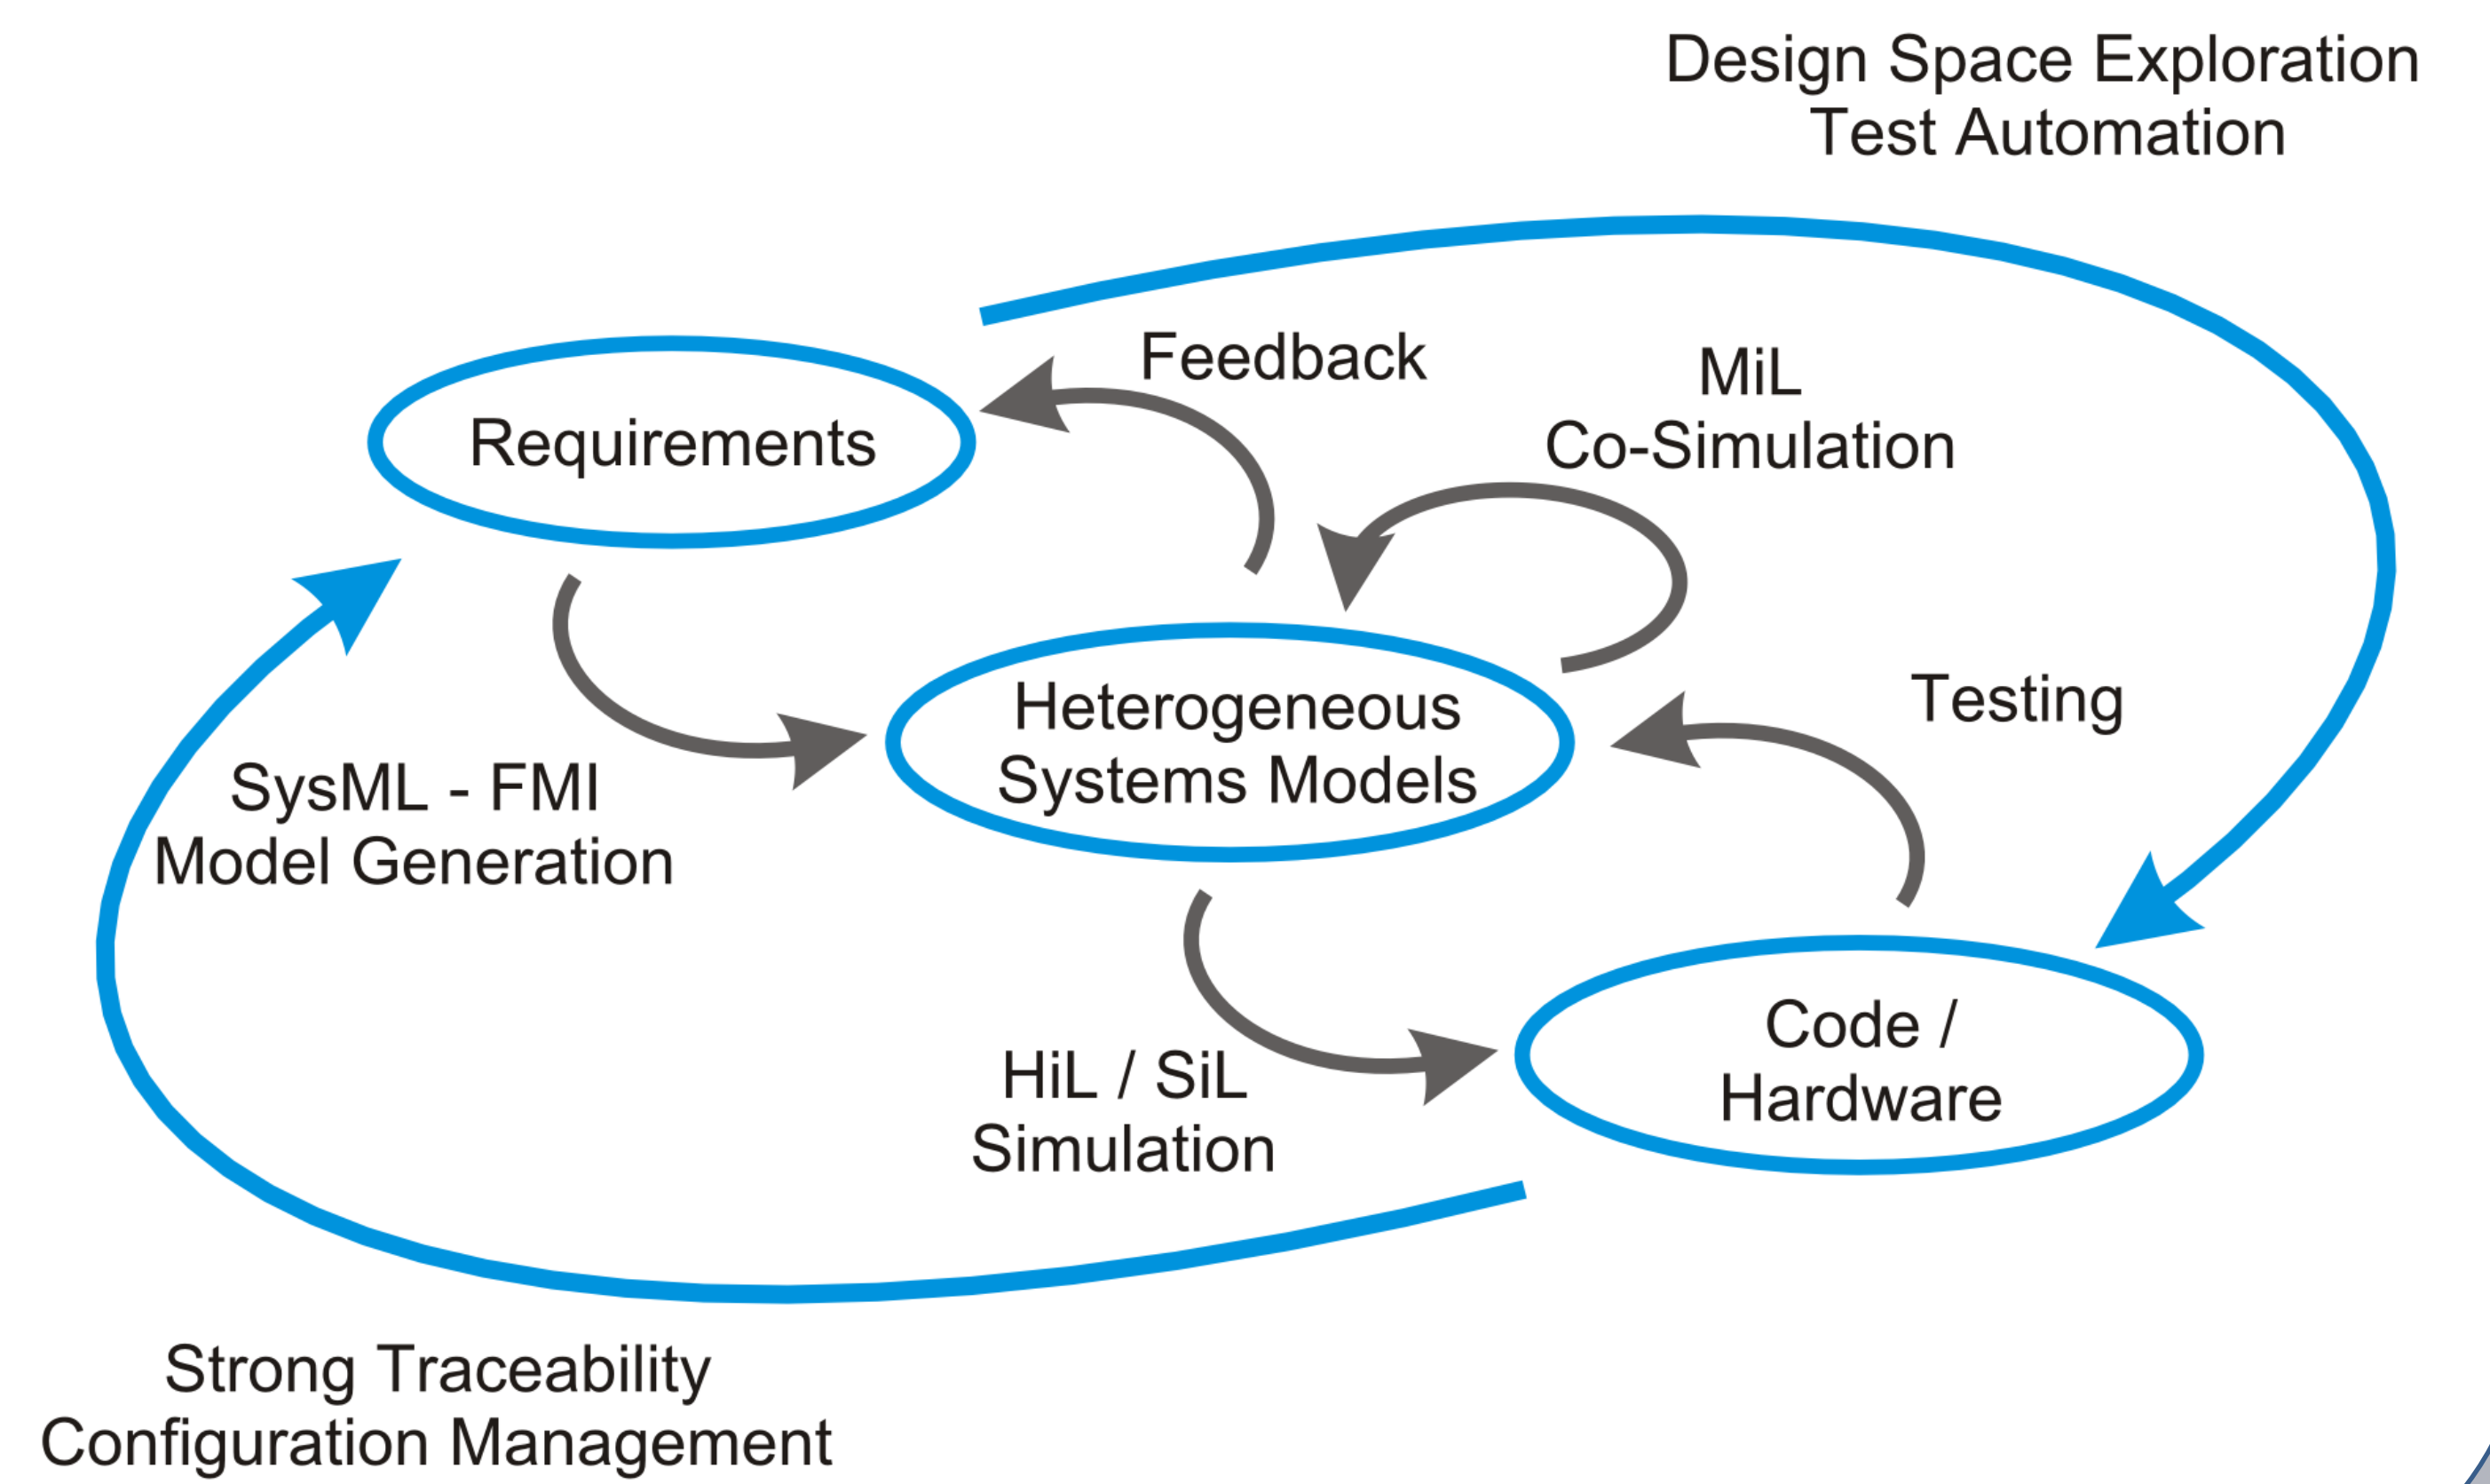 Design Space Exploration
Test Automation
Feedback
MiL
Co-Simulation
Requirements
Testing
Heterogeneous
Systems Models
SysML - FMI
Model Generation
Code /
Hardware
HiL / SiL
Simulation
Strong Traceability
Configuration Management